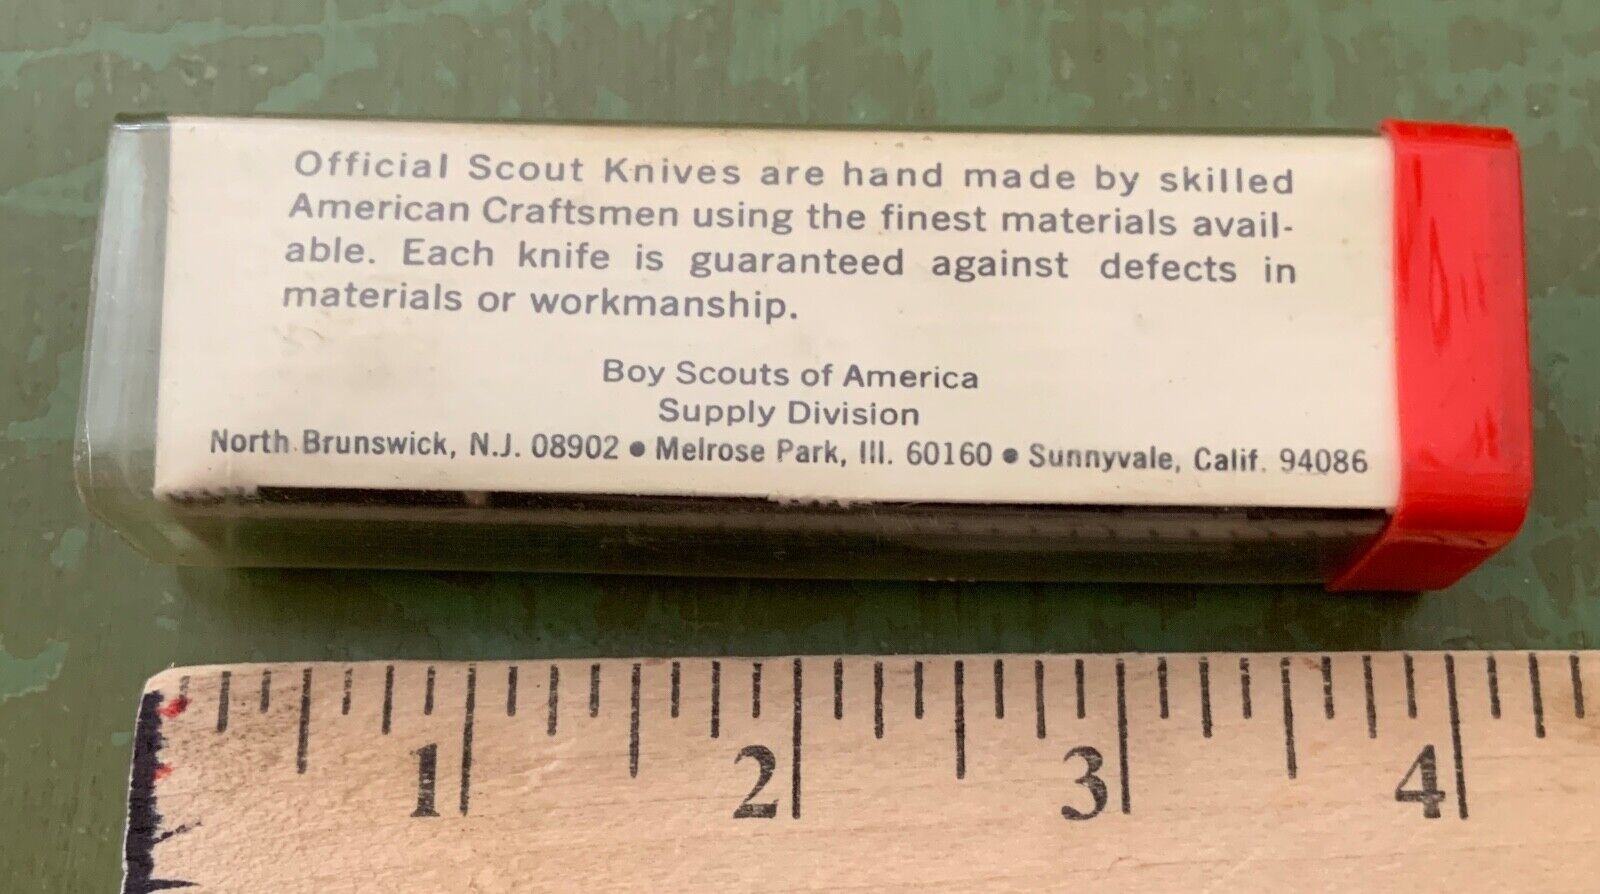 Official Scout Knives are hand made by skilled
American Craftsmen using the finest materials avail-
able. Each knife is guaranteed against defects in
materials or workmanship.
Boy Scouts of America
Supply Division
North Brunswick, N.J. 08902 ● Melrose Park, Ill. 60160 ● Sunnyvale, Calif. 94086
1 2 3 4